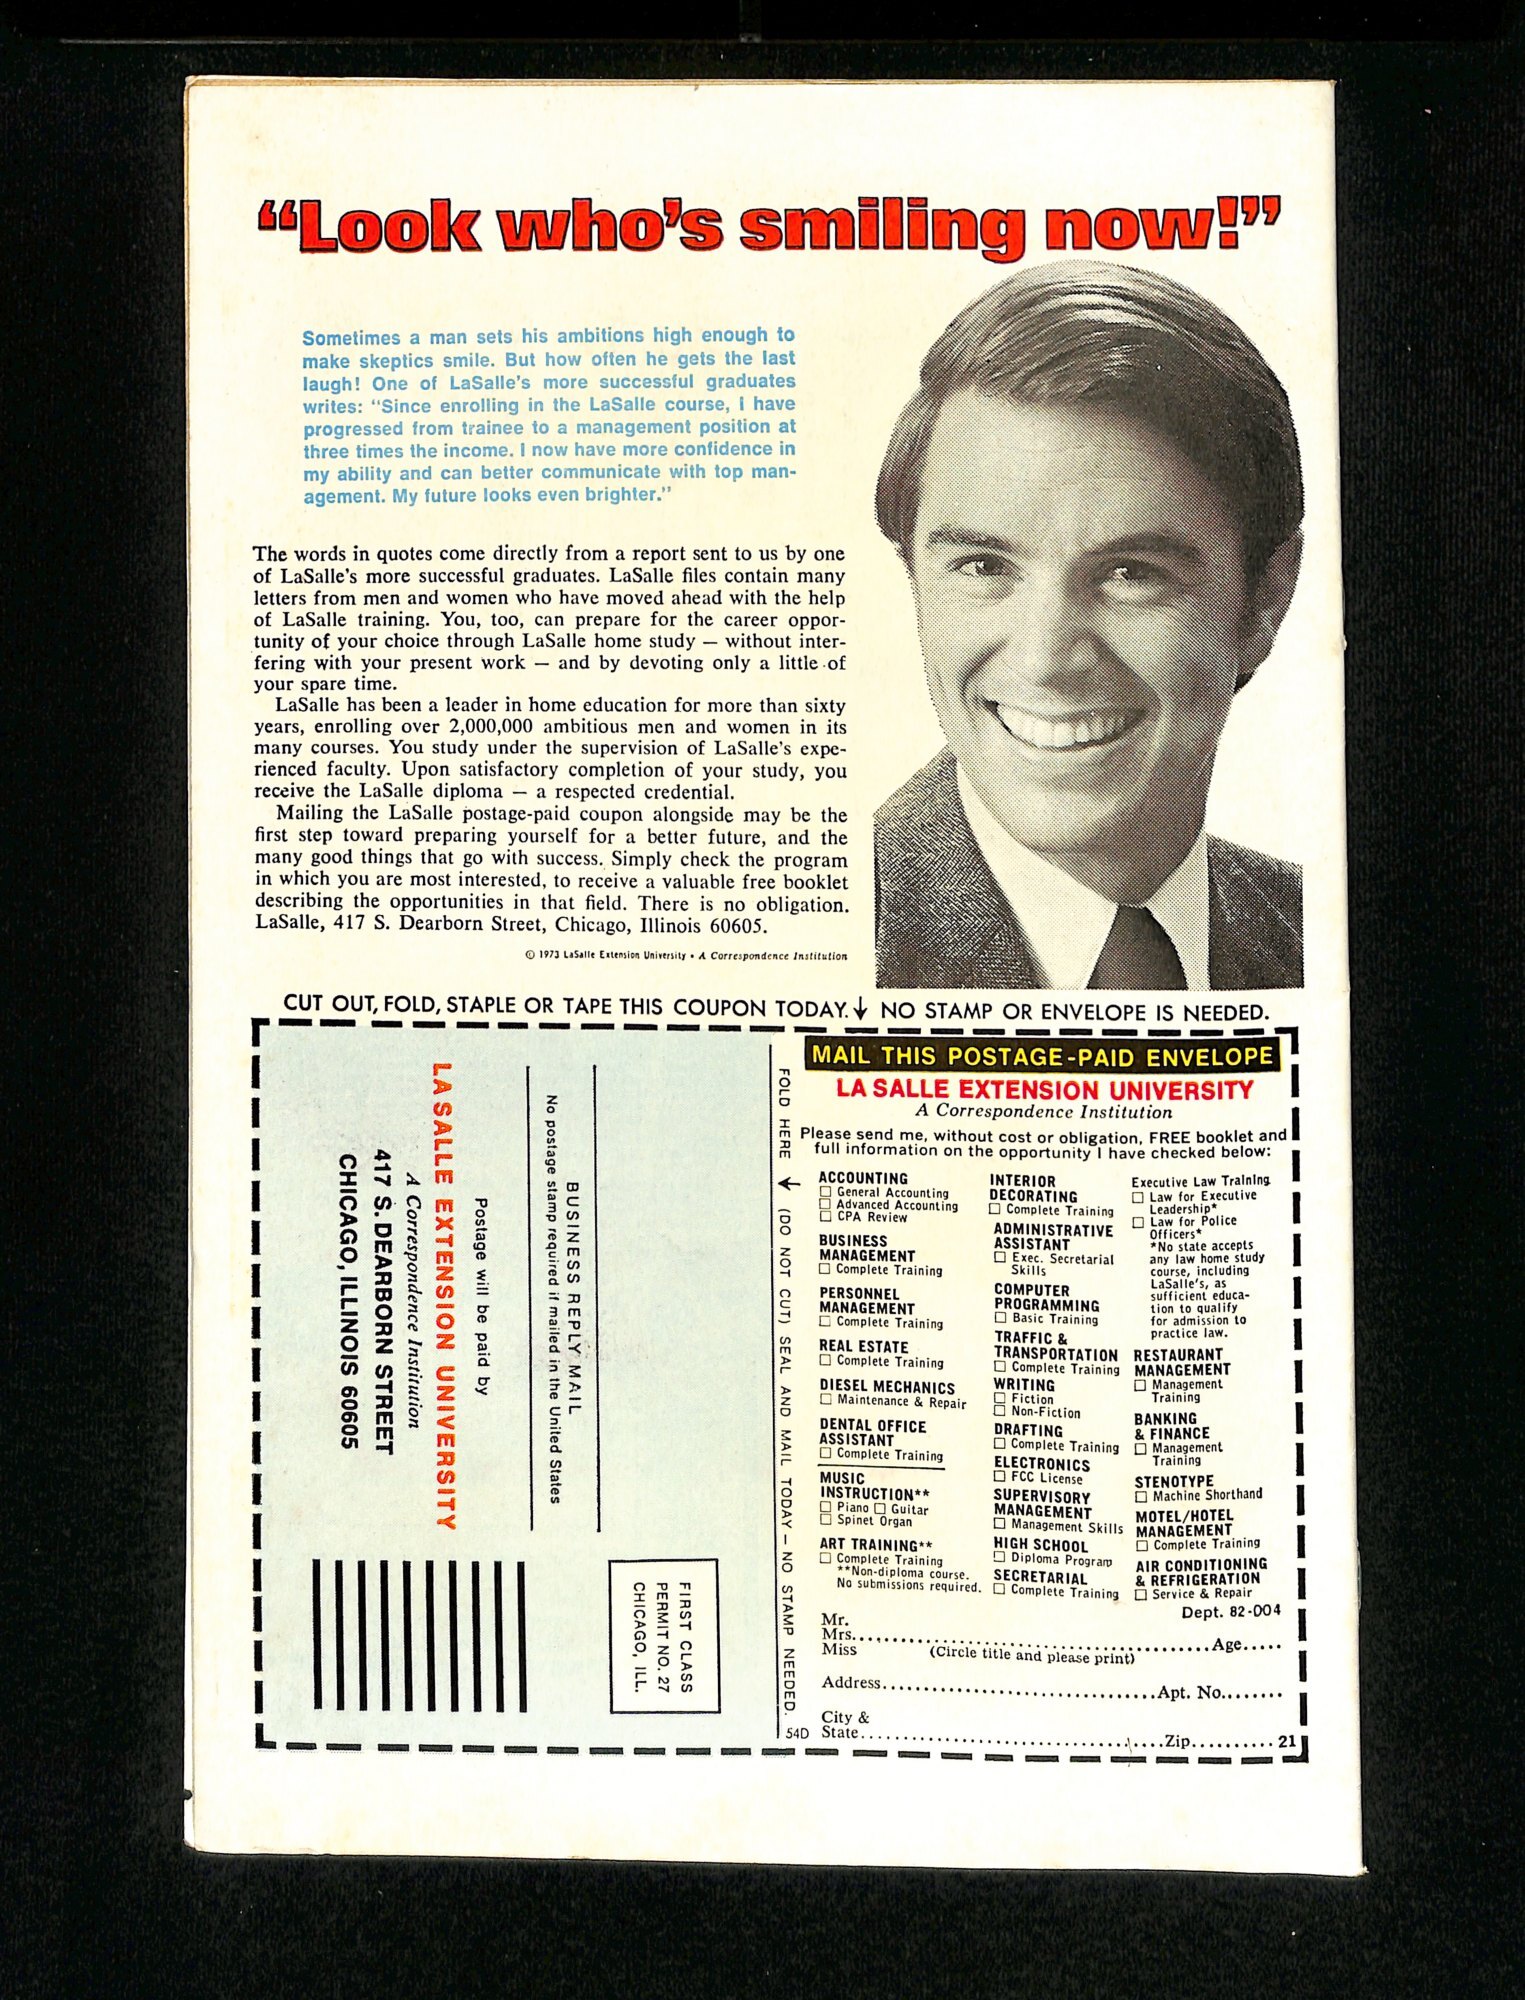 “Look who’s smiling now!”
Sometimes a man sets his ambitions high enough to
make skeptics smile. But how often he gets the last
laugh! One of LaSalle’s more successful graduates
writes: “Since enrolling in the LaSalle course, I have
progressed from trainee to a management position at
three times the income. I now have more confidence in
my ability and can better communicate with top man-
agement. My future looks even brighter.”
The words in quotes come directly from a report sent to us by one
of LaSalle’s more successful graduates. LaSalle files contain many
letters from men and women who have moved ahead with the help
of LaSalle training. You, too, can prepare for the career oppor-
tunity of your choice through LaSalle home study — without inter-
fering with your present work — and by devoting only a little of
your spare time.
LaSalle has been a leader in home education for more than sixty
years, enrolling over 2,000,000 ambitious men and women in its
many courses. You study under the supervision of LaSalle’s expe-
rienced faculty. Upon satisfactory completion of your study, you
receive the LaSalle diploma — a respected credential.
Mailing the LaSalle postage-paid coupon alongside may be the
first step toward preparing yourself for a better future, and the
many good things that go with success. Simply check the program
in which you are most interested, to receive a valuable free booklet
describing the opportunities in that field. There is no obligation.
LaSalle, 417 S. Dearborn Street, Chicago, Illinois 60605.
© 1973 LaSalle Extension University • A Correspondence Institution
CUT OUT, FOLD, STAPLE OR TAPE THIS COUPON TODAY.↓ NO STAMP OR ENVELOPE IS NEEDED.
FIRST CLASS
PERMIT NO. 27
CHICAGO, ILL.
BUSINESS REPLY MAIL
No postage stamp required if mailed in the United States
Postage will be paid by
LA SALLE EXTENSION UNIVERSITY
A Correspondence Institution
417 S. DEARBORN STREET
CHICAGO, ILLINOIS 60605
FOLD HERE ↓ (DO NOT CUT) SEAL AND MAIL TODAY — NO STAMP NEEDED.
MAIL THIS POSTAGE-PAID ENVELOPE
LA SALLE EXTENSION UNIVERSITY
A Correspondence Institution
Please send me, without cost or obligation, FREE booklet and
full information on the opportunity I have checked below:
ACCOUNTING
☐ General Accounting
☐ Advanced Accounting
☐ CPA Review
BUSINESS
MANAGEMENT
☐ Complete Training
PERSONNEL
MANAGEMENT
☐ Complete Training
REAL ESTATE
☐ Complete Training
DIESEL MECHANICS
☐ Maintenance & Repair
DENTAL OFFICE
ASSISTANT
☐ Complete Training
MUSIC
INSTRUCTION**
☐ Piano ☐ Guitar
☐ Spinet Organ
ART TRAINING**
☐ Complete Training
**Non-diploma course.
No submissions required.
INTERIOR
DECORATING
☐ Complete Training
ADMINISTRATIVE
ASSISTANT
☐ Exec. Secretarial
Skills
COMPUTER
PROGRAMMING
☐ Basic Training
TRAFFIC &
TRANSPORTATION
☐ Complete Training
WRITING
☐ Fiction
☐ Non-Fiction
DRAFTING
☐ Complete Training
ELECTRONICS
☐ FCC License
SUPERVISORY
MANAGEMENT
☐ Management Skills
HIGH SCHOOL
☐ Diploma Program
SECRETARIAL
☐ Complete Training
Executive Law Training
☐ Law for Executive
Leadership*
☐ Law for Police
Officers*
*No state accepts
any law home study
course, including
LaSalle’s, as
sufficient educa-
tion to qualify
for admission to
practice law.
RESTAURANT
MANAGEMENT
☐ Management
Training
BANKING
& FINANCE
☐ Management
Training
STENOTYPE
☐ Machine Shorthand
MOTEL/HOTEL
MANAGEMENT
☐ Complete Training
AIR CONDITIONING
& REFRIGERATION
☐ Service & Repair
Dept. 82-004
Mr.
Mrs.......................................................Age.....
Miss (Circle title and please print)
Address..................................Apt. No........
City &
State......................................Zip.......... 21
54D